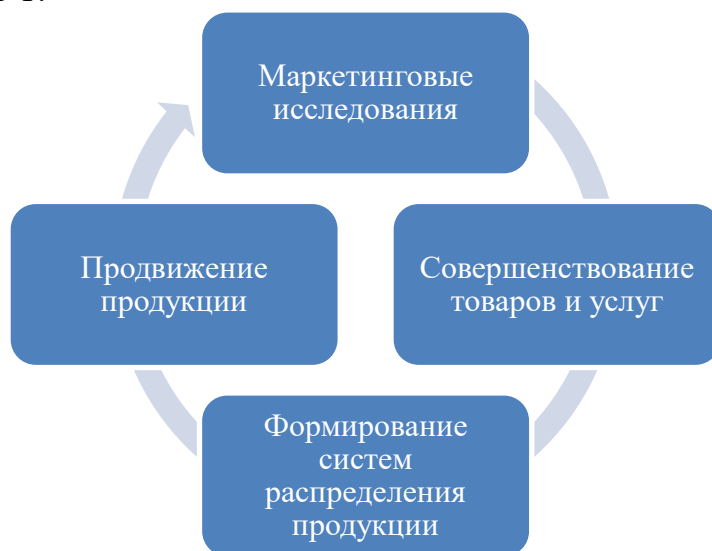 Маркетинговые
исследования
Продвижение
продукции
Совершенствование
товаров и услуг
Формирование
систем
распределения
продукции